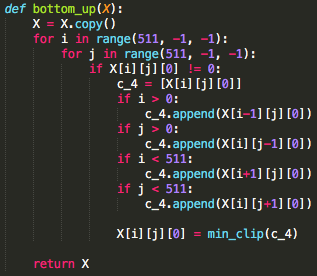 def bottom_up(X):
    X = X.copy()
    for i in range(511, -1, -1):
        for j in range(511, -1, -1):
            if X[i][j][0] != 0:
                c_4 = [X[i][j][0]]
                if i > 0:
                    c_4.append(X[i-1][j][0])
                if j > 0:
                    c_4.append(X[i][j-1][0])
                if i < 511:
                    c_4.append(X[i+1][j][0])
                if j < 511:
                    c_4.append(X[i][j+1][0])

                X[i][j][0] = min_clip(c_4)

    return X